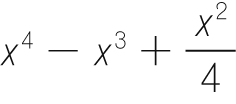 x⁴ − x³ + x²/4